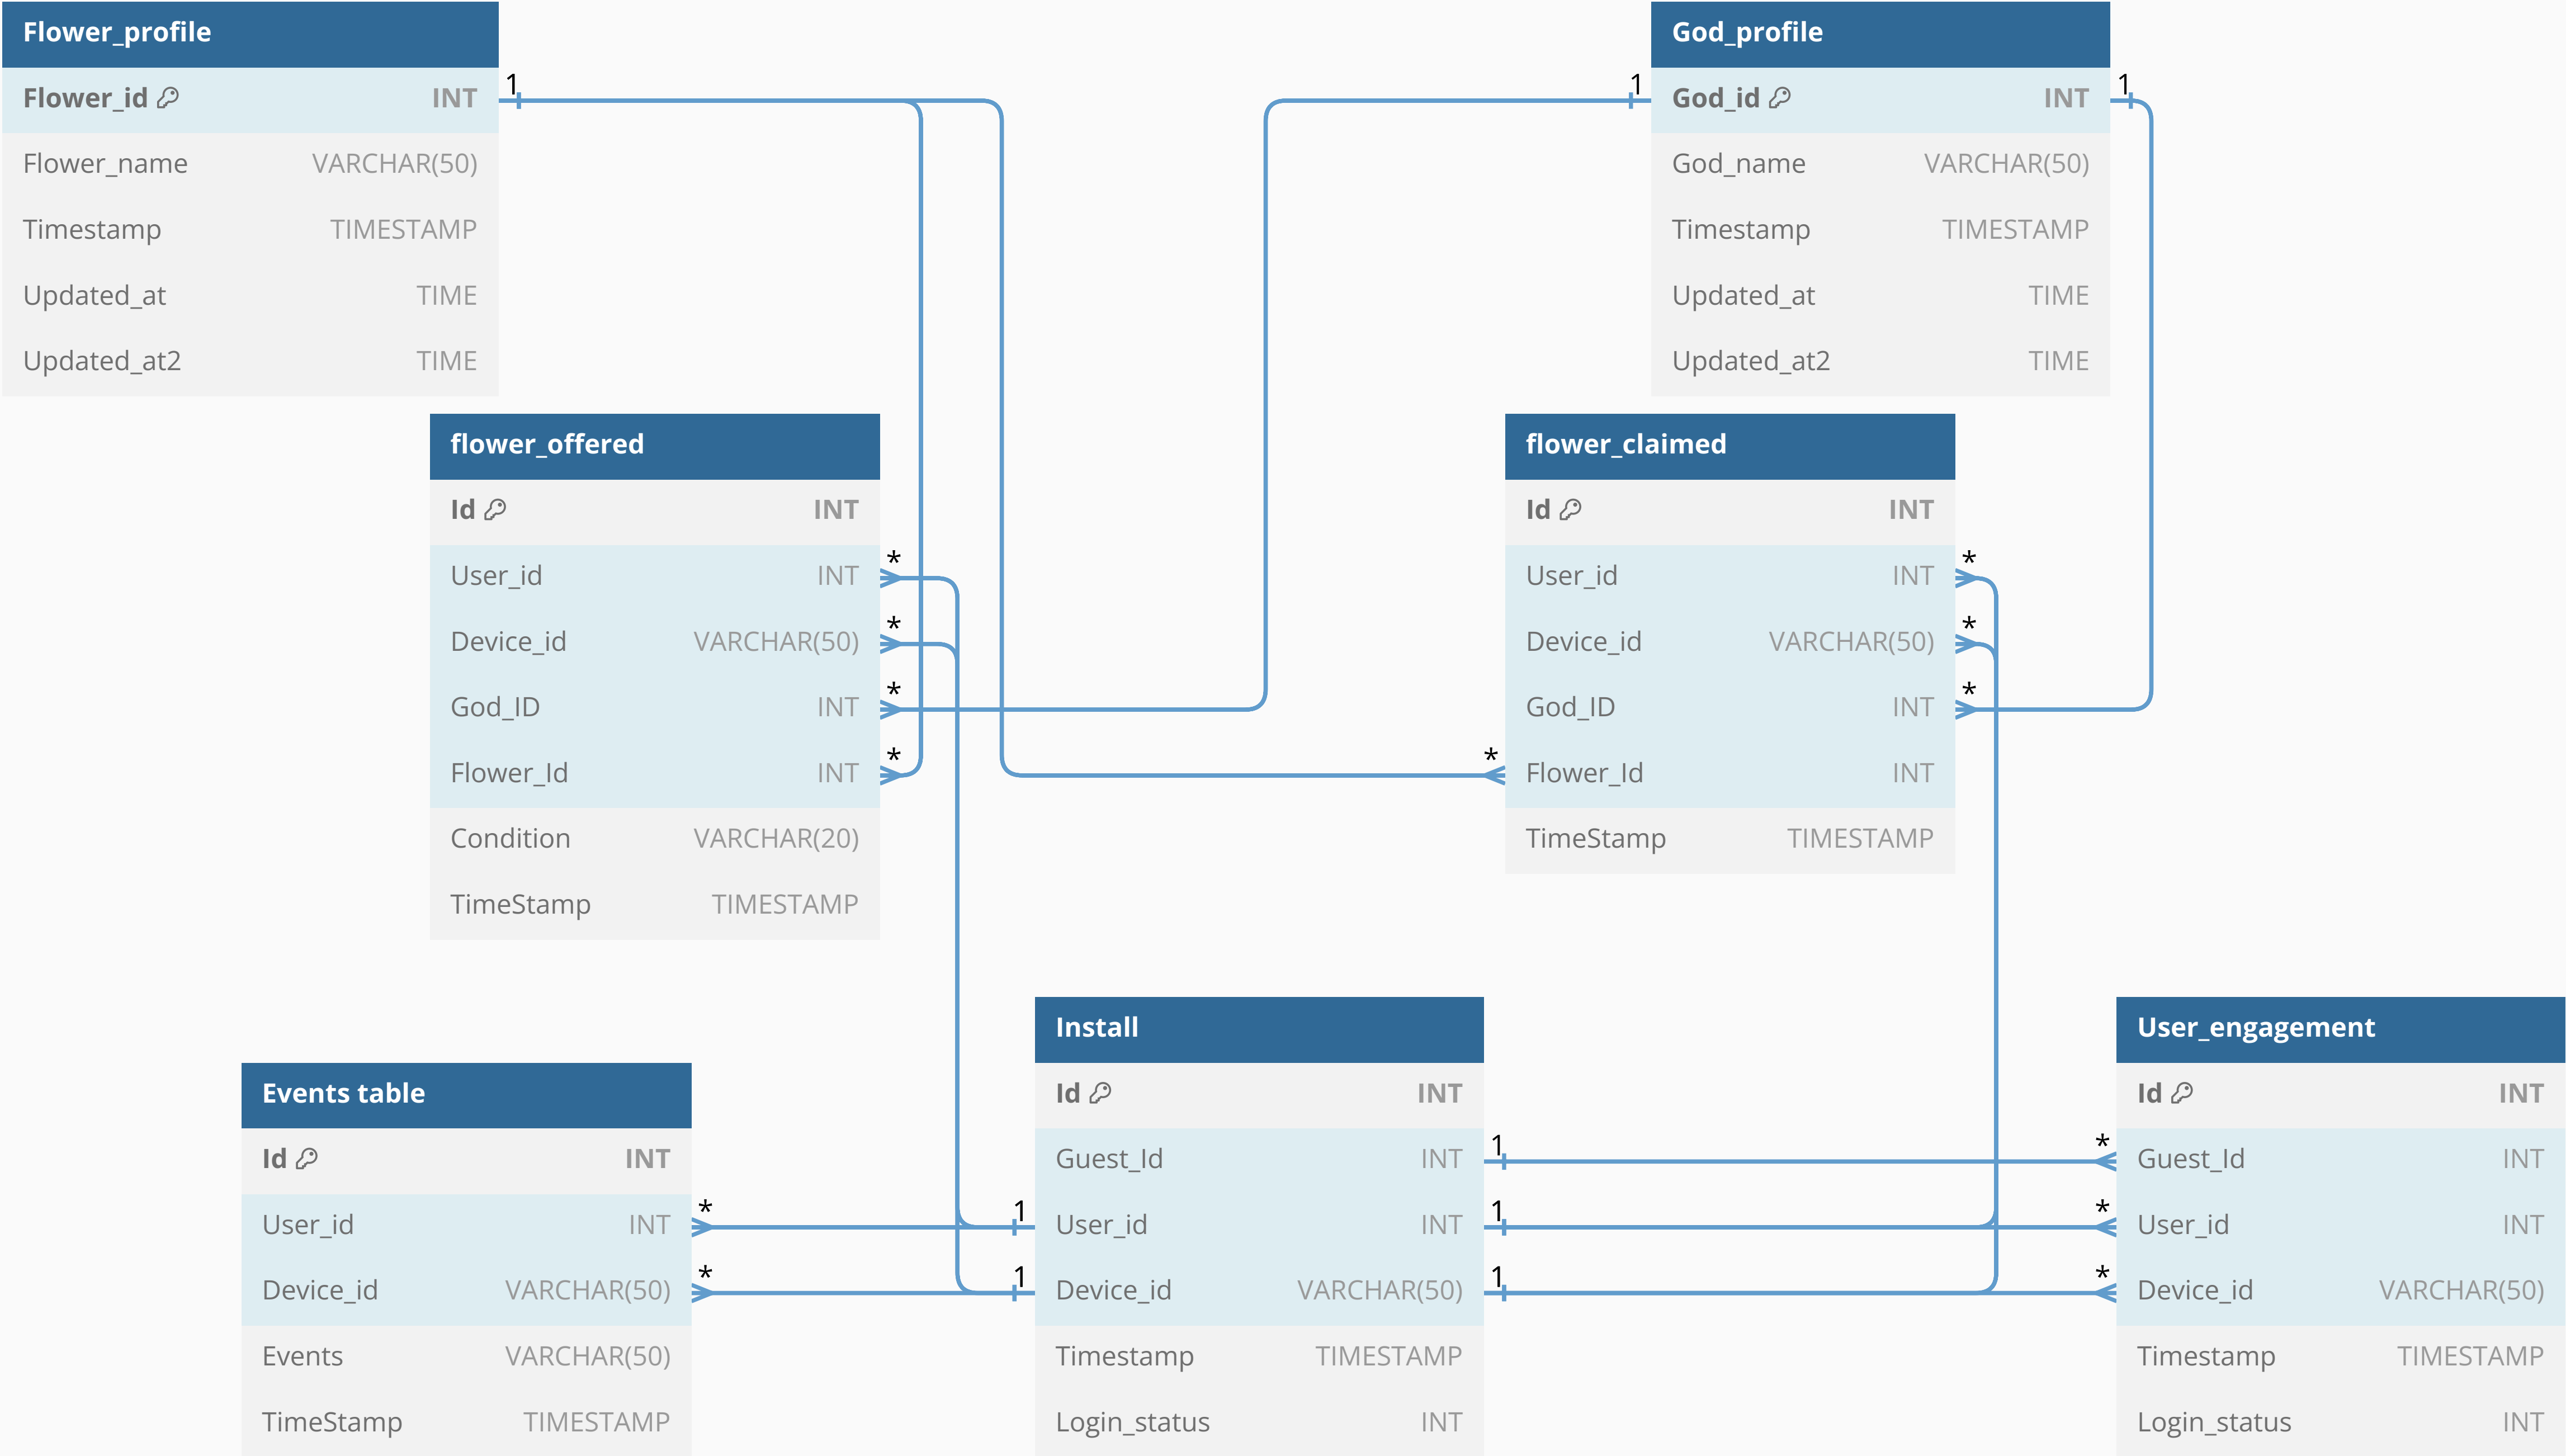 Flower_profile
Flower_id INT
Flower_name VARCHAR(50)
Timestamp TIMESTAMP
Updated_at TIME
Updated_at2 TIME
1
God_profile
God_id INT
God_name VARCHAR(50)
Timestamp TIMESTAMP
Updated_at TIME
Updated_at2 TIME
1
1
flower_offered
Id INT
User_id INT *
Device_id VARCHAR(50) *
God_ID INT *
Flower_Id INT *
Condition VARCHAR(20)
TimeStamp TIMESTAMP
flower_claimed
Id INT
User_id INT *
Device_id VARCHAR(50) *
God_ID INT *
* Flower_Id INT
TimeStamp TIMESTAMP
Events table
Id INT
User_id INT *
Device_id VARCHAR(50) *
Events VARCHAR(50)
TimeStamp TIMESTAMP
Install
Id INT
Guest_Id INT 1
1 User_id INT 1
1 Device_id VARCHAR(50) 1
Timestamp TIMESTAMP
Login_status INT
User_engagement
Id INT
* Guest_Id INT
* User_id INT
* Device_id VARCHAR(50)
Timestamp TIMESTAMP
Login_status INT